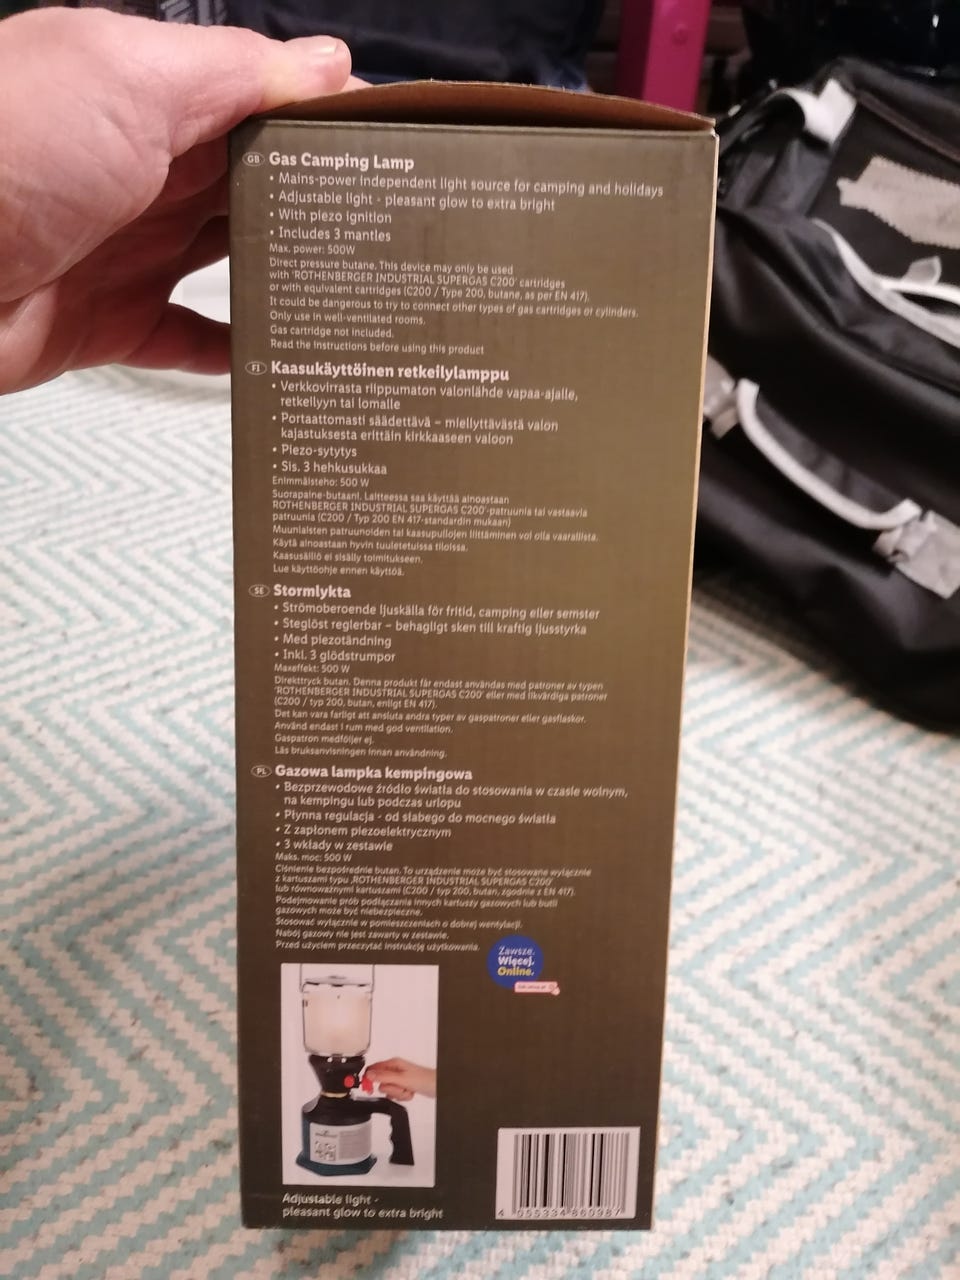 GB Gas Camping Lamp
• Mains-power independent light source for camping and holidays
• Adjustable light - pleasant glow to extra bright
• With piezo ignition
• Includes 3 mantles
Max. power: 500W
Direct pressure butane. This device may only be used
with 'ROTHENBERGER INDUSTRIAL SUPERGAS C200' cartridges
or with equivalent cartridges (C200 / Type 200, butane, as per EN 417).
It could be dangerous to try to connect other types of gas cartridges or cylinders.
Only use in well-ventilated rooms.
Gas cartridge not included.
Read the instructions before using this product
FI Kaasukäyttöinen retkeilylamppu
• Verkkovirrasta riippumaton valonlähde vapaa-ajalle,
retkeilyyn tai lomalle
• Portaattomasti säädettävä – miellyttävästä valon
kajastuksesta erittäin kirkkaaseen valoon
• Piezo-sytytys
• Sis. 3 hehkusukkaa
Enimmäisteho: 500 W
Suorapaine-butaani. Laitteessa saa käyttää ainoastaan
ROTHENBERGER INDUSTRIAL SUPERGAS C200'-patruunia tai vastaavia
patruunia (C200 / Typ 200 EN 417-standardin mukaan)
Muunlaisten patruunoiden tai kaasupullojen liittäminen voi olla vaarallista.
Käytä ainoastaan hyvin tuuletetuissa tiloissa.
Kaasusäiliö ei sisälly toimitukseen.
Lue käyttöohje ennen käyttöä.
SE Stormlykta
• Strömoberoende ljuskälla för fritid, camping eller semster
• Steglöst reglerbar – behagligt sken till kraftig ljusstyrka
• Med piezotändning
• Inkl. 3 glödstrumpor
Maxeffekt: 500 W
Direkttryck butan. Denna produkt får endast användas med patroner av typen
'ROTHENBERGER INDUSTRIAL SUPERGAS C200' eller med likvärdiga patroner
(C200 / typ 200, butan, enligt EN 417).
Det kan vara farligt att ansluta andra typer av gaspatroner eller gasflaskor.
Använd endast i rum med god ventilation.
Gaspatron medföljer ej.
Läs bruksanvisningen innan användning.
PL Gazowa lampka kempingowa
• Bezprzewodowe źródło światła do stosowania w czasie wolnym,
na kempingu lub podczas urlopu
• Płynna regulacja - od słabego do mocnego światła
• Z zapłonem piezoelektrycznym
• 3 wkłady w zestawie
Maks. moc: 500 W
Ciśnienie bezpośrednie butan. To urządzenie może być stosowane wyłącznie
z kartuszami typu ‚ROTHENBERGER INDUSTRIAL SUPERGAS C200'
lub równoważnymi kartuszami (C200 / typ 200, butan, zgodnie z EN 417).
Podejmowanie prób podłączania innych kartuszy gazowych lub butli
gazowych może być niebezpieczne.
Stosować wyłącznie w pomieszczeniach o dobrej wentylacji.
Nabój gazowy nie jest zawarty w zestawie.
Przed użyciem przeczytać instrukcję użytkowania.
Zawsze.
Więcej.
Online.
Adjustable light -
pleasant glow to extra bright
4 055334 860987